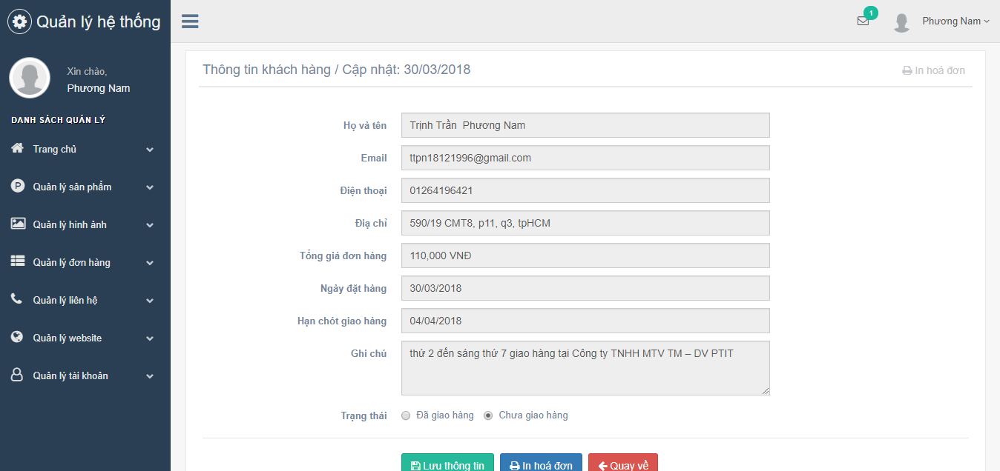 Quản lý hệ thống
1
Phương Nam
Xin chào,
Phương Nam
DANH SÁCH QUẢN LÝ
Trang chủ
Quản lý sản phẩm
Quản lý hình ảnh
Quản lý đơn hàng
Quản lý liên hệ
Quản lý website
Quản lý tài khoản
Thông tin khách hàng / Cập nhật: 30/03/2018
In hoá đơn
Họ và tên
Trịnh Trần  Phương Nam
Email
ttpn18121996@gmail.com
Điện thoại
01264196421
Địa chỉ
590/19 CMT8, p11, q3, tpHCM
Tổng giá đơn hàng
110,000 VNĐ
Ngày đặt hàng
30/03/2018
Hạn chót giao hàng
04/04/2018
Ghi chú
thứ 2 đến sáng thứ 7 giao hàng tại Công ty TNHH MTV TM – DV PTIT
Trạng thái
Đã giao hàng
Chưa giao hàng
Lưu thông tin
In hoá đơn
Quay về